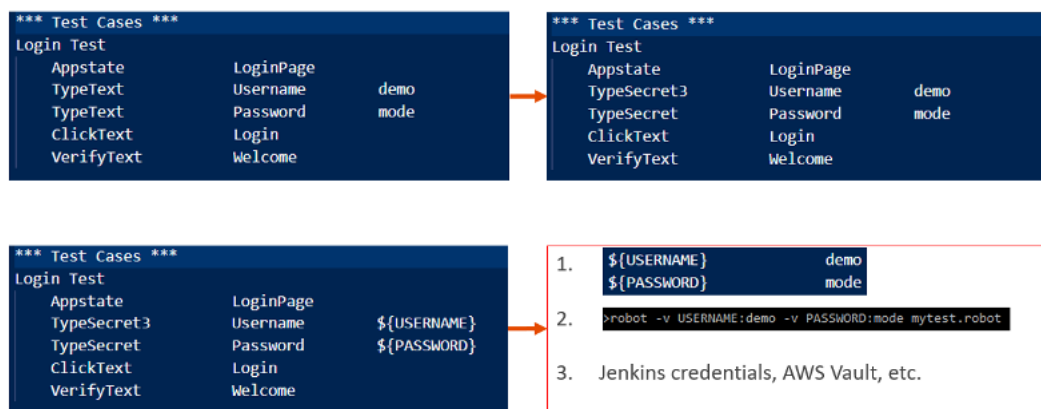 *** Test Cases ***
Login Test
Appstate LoginPage
TypeText Username demo
TypeText Password mode
ClickText Login
VerifyText Welcome
*** Test Cases ***
Login Test
Appstate LoginPage
TypeSecret3 Username demo
TypeSecret Password mode
ClickText Login
VerifyText Welcome
*** Test Cases ***
Login Test
Appstate LoginPage
TypeSecret3 Username ${USERNAME}
TypeSecret Password ${PASSWORD}
ClickText Login
VerifyText Welcome
1. ${USERNAME} demo
${PASSWORD} mode
2. >robot -v USERNAME:demo -v PASSWORD:mode mytest.robot
3. Jenkins credentials, AWS Vault, etc.